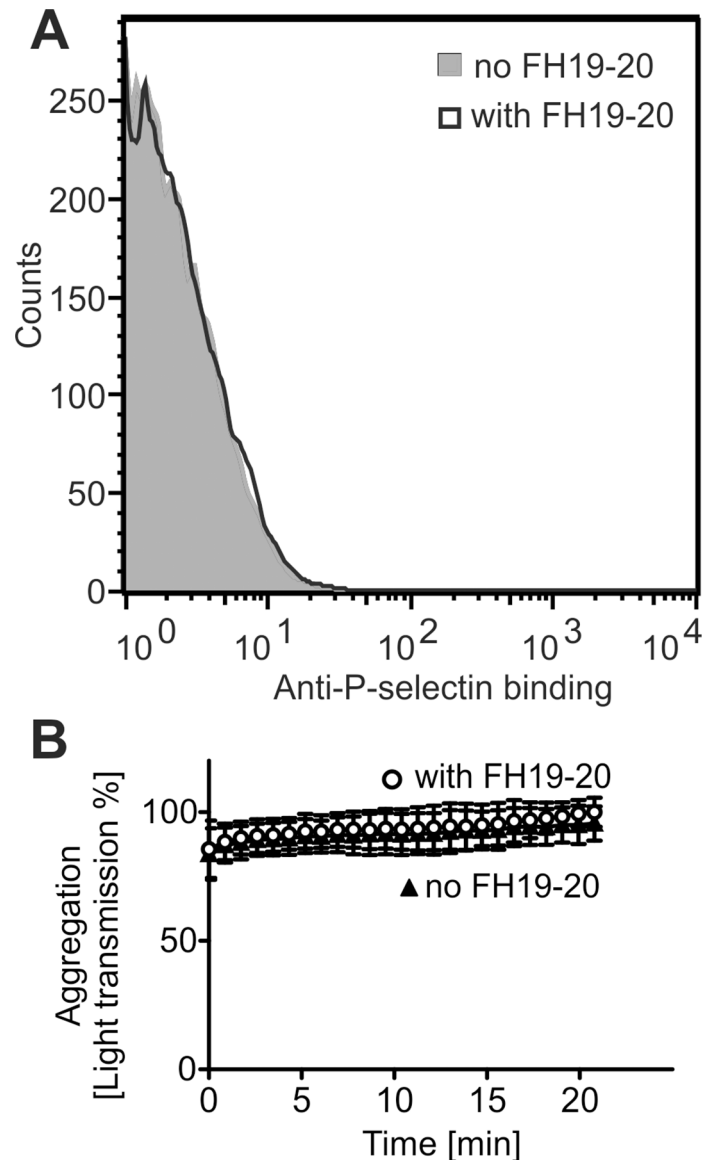 A
no FH19-20
with FH19-20
250
200
150
100
50
0
Counts
10^0 10^1 10^2 10^3 10^4
Anti-P-selectin binding
B
with FH19-20
no FH19-20
100
50
0
Aggregation
[Light transmission %]
0 5 10 15 20
Time [min]